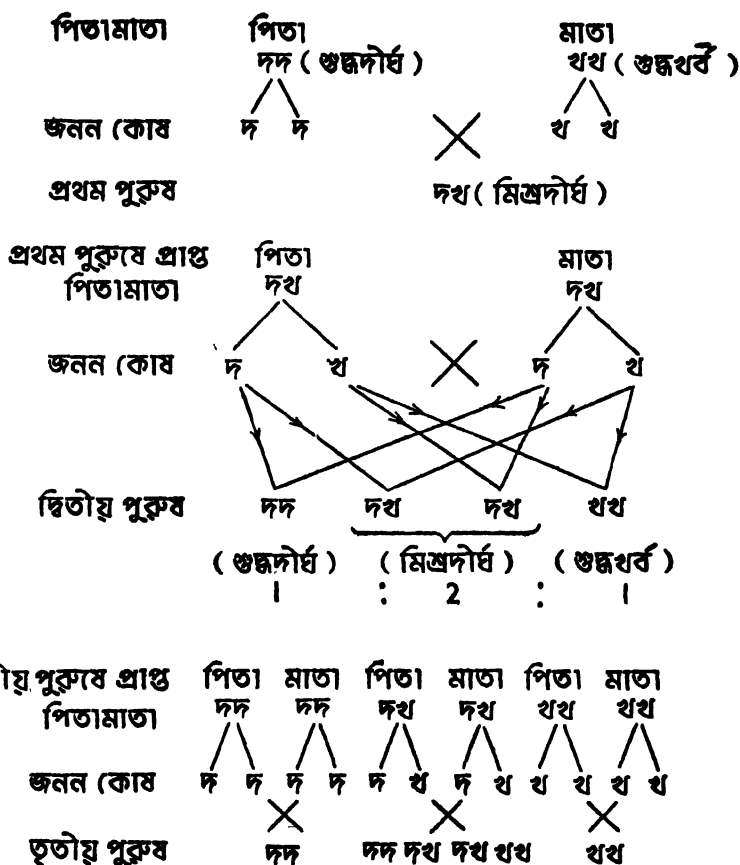 পিতামাতা পিতা মাতা
দদ ( শুদ্ধদীর্ঘ ) খখ ( শুদ্ধখর্ব )
জনন কোষ দ দ খ খ
প্রথম পুরুষ দখ ( মিশ্রদীর্ঘ )
প্রথম পুরুষে প্রাপ্ত পিতা মাতা
পিতামাতা দখ দখ
জনন কোষ দ খ দ খ
দ্বিতীয় পুরুষ দদ দখ দখ খখ
( শুদ্ধদীর্ঘ ) ( মিশ্রদীর্ঘ ) ( শুদ্ধখর্ব )
1 : 2 : 1
পুরুষে প্রাপ্ত পিতা মাতা পিতা মাতা পিতা মাতা
পিতামাতা দদ দদ দখ দখ খখ খখ
জনন কোষ দ দ দ দ দ খ দ খ খ খ খ খ
তৃতীয় পুরুষ দদ দদ দখ দখ খখ খখ